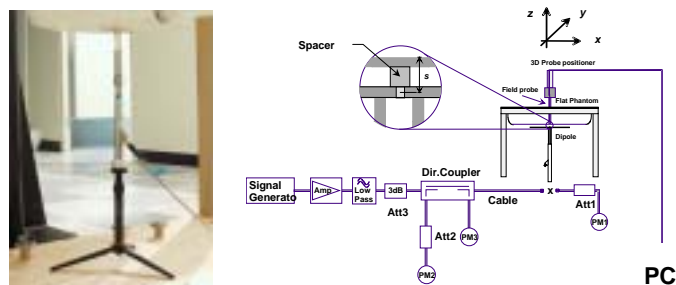 z
y
x
Spacer
s
3D Probe positioner
Field probe
Flat Phantom
Dipole
Dir.Coupler
Signal
Generato
Amp
Low
Pass
3dB
Att3
Cable
x
Att1
PM1
Att2
PM3
PM2
PC